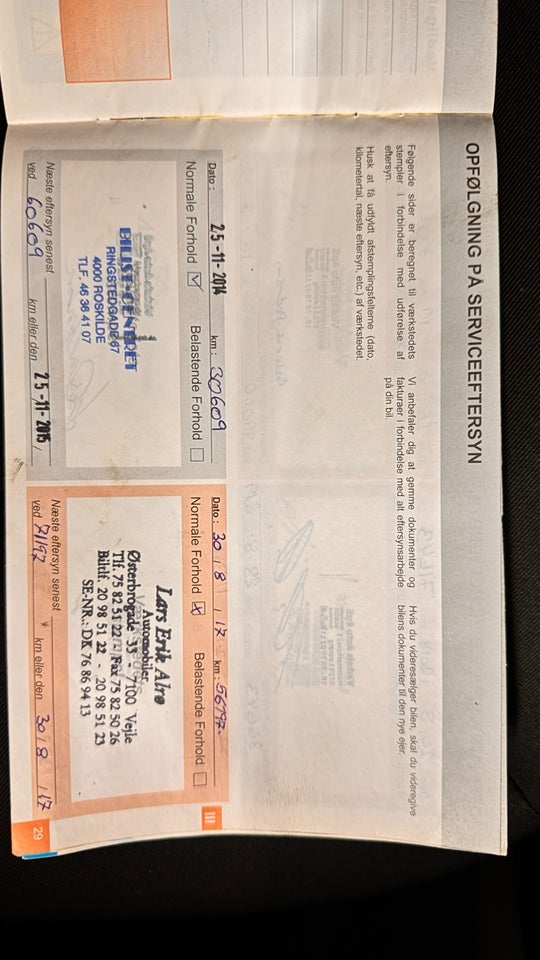 OPFØLGNING PÅ SERVICEEFTERSYN
Følgende sider er beregnet til værkstedets
stempler i forbindelse med udførelse af
eftersyn.
Husk at få udfyldt afstemplingsfelterne (dato,
kilometertal, næste eftersyn, etc.) af værkstedet.
Vi anbefaler dig at gemme dokumenter og
fakturaer i forbindelse med alt eftersynsarbejde
på din bil.
Hvis du videresælger bilen, skal du videregive
bilens dokumenter til den nye ejer.
Dato : 25-11-2014 km : 30609
Normale Forhold Belastende Forhold
RINGSTEDGADE 67
4000 ROSKILDE
TLF. 46 36 41 07
Næste eftersyn senest
ved 60609 km eller den 25-11-2015
Dato : 30 / 8 / 17 km :
Normale Forhold Belastende Forhold
Lars Erik Alrø
Automobiler
Østerbrogade 33 - 7100 Vejle
Tlf. 75 82 51 22 - Fax 75 82 50 26
Biltlf. 20 98 51 22 - 20 98 51 23
SE-NR.: DK 76 86 94 13
Næste eftersyn senest
ved km eller den 30 / 8 /
29